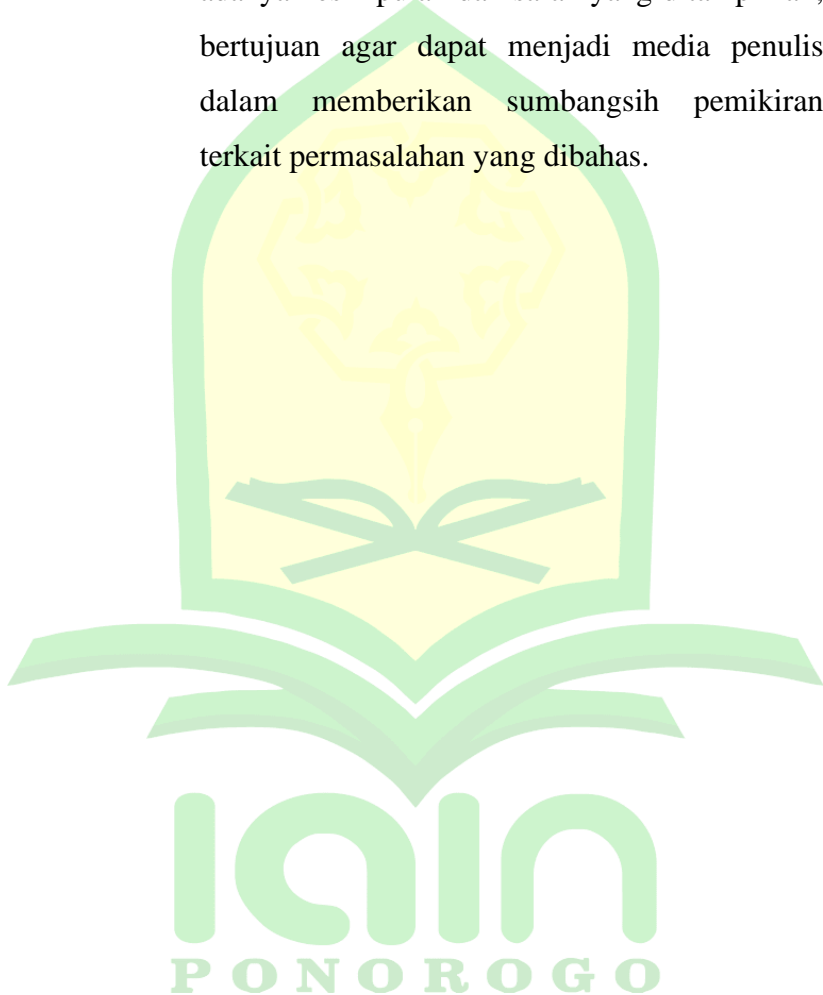 bertujuan agar dapat menjadi media penulis
dalam memberikan sumbangsih pemikiran
terkait permasalahan yang dibahas.
iain
PONOROGO